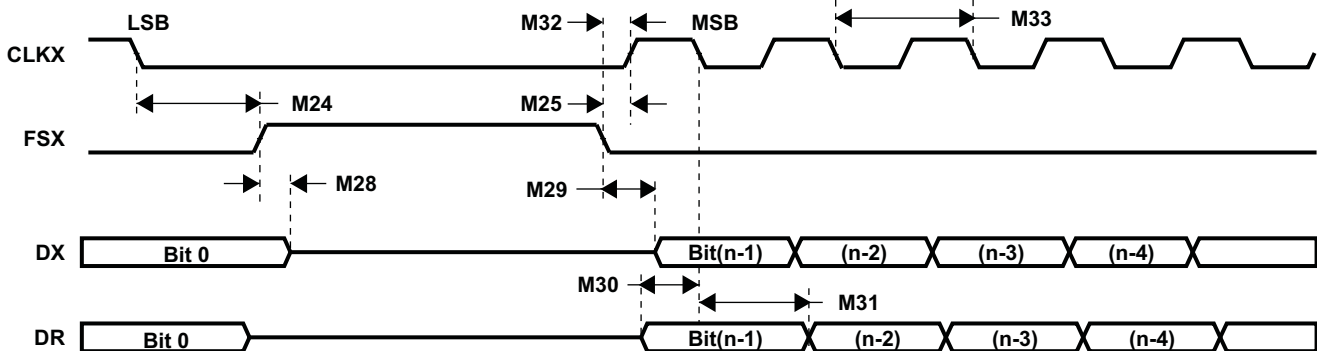 LSB M32 MSB M33
CLKX
M24 M25
FSX
M28 M29
DX Bit 0 Bit(n-1) (n-2) (n-3) (n-4)
M30 M31
DR Bit 0 Bit(n-1) (n-2) (n-3) (n-4)